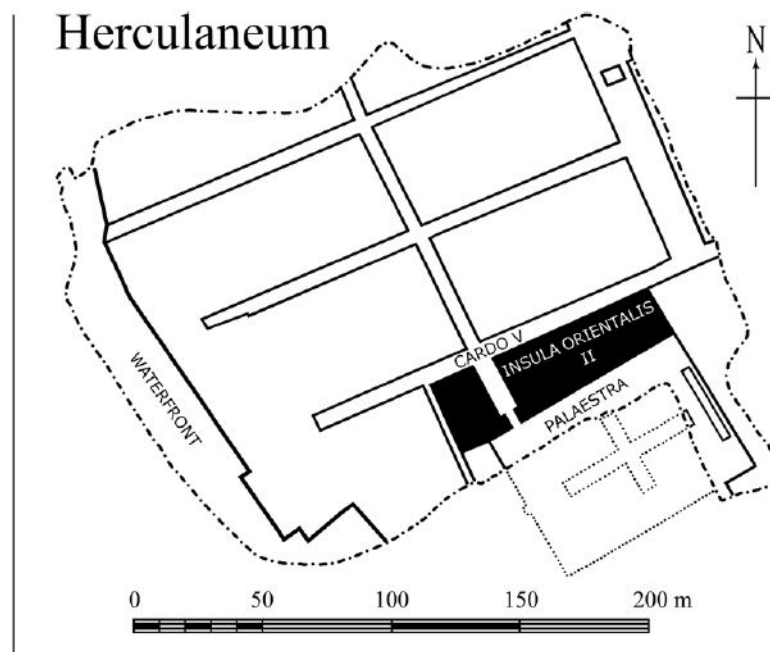 Herculaneum
N
WATERFRONT
CARDO V
INSULA ORIENTALIS
II
PALAESTRA
0 50 100 150 200 m